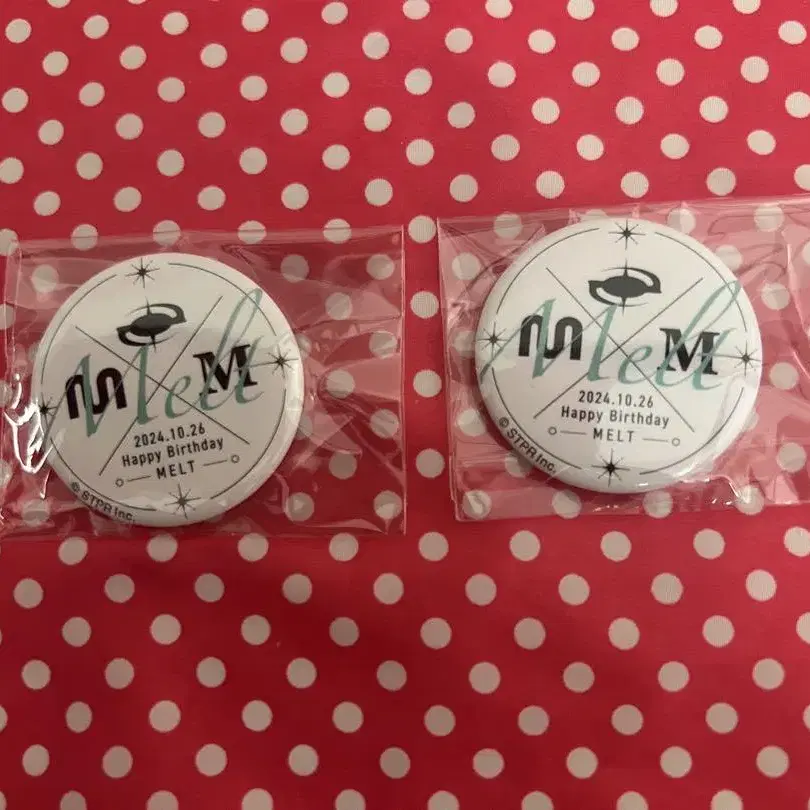 Melt
M
2024.10.26
Happy Birthday
MELT
© STPR Inc.
Melt
M
2024.10.26
Happy Birthday
MELT
© STPR Inc.